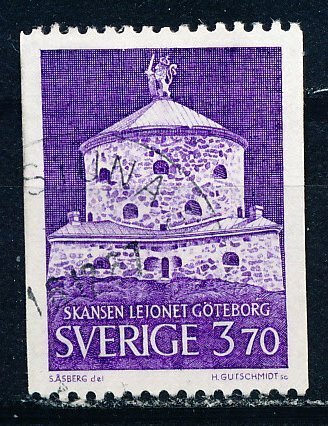 SKANSEN LEJONET GÖTEBORG
SVERIGE 3 70
S.ÅSBERG del
H. GUTSCHMIDT sc